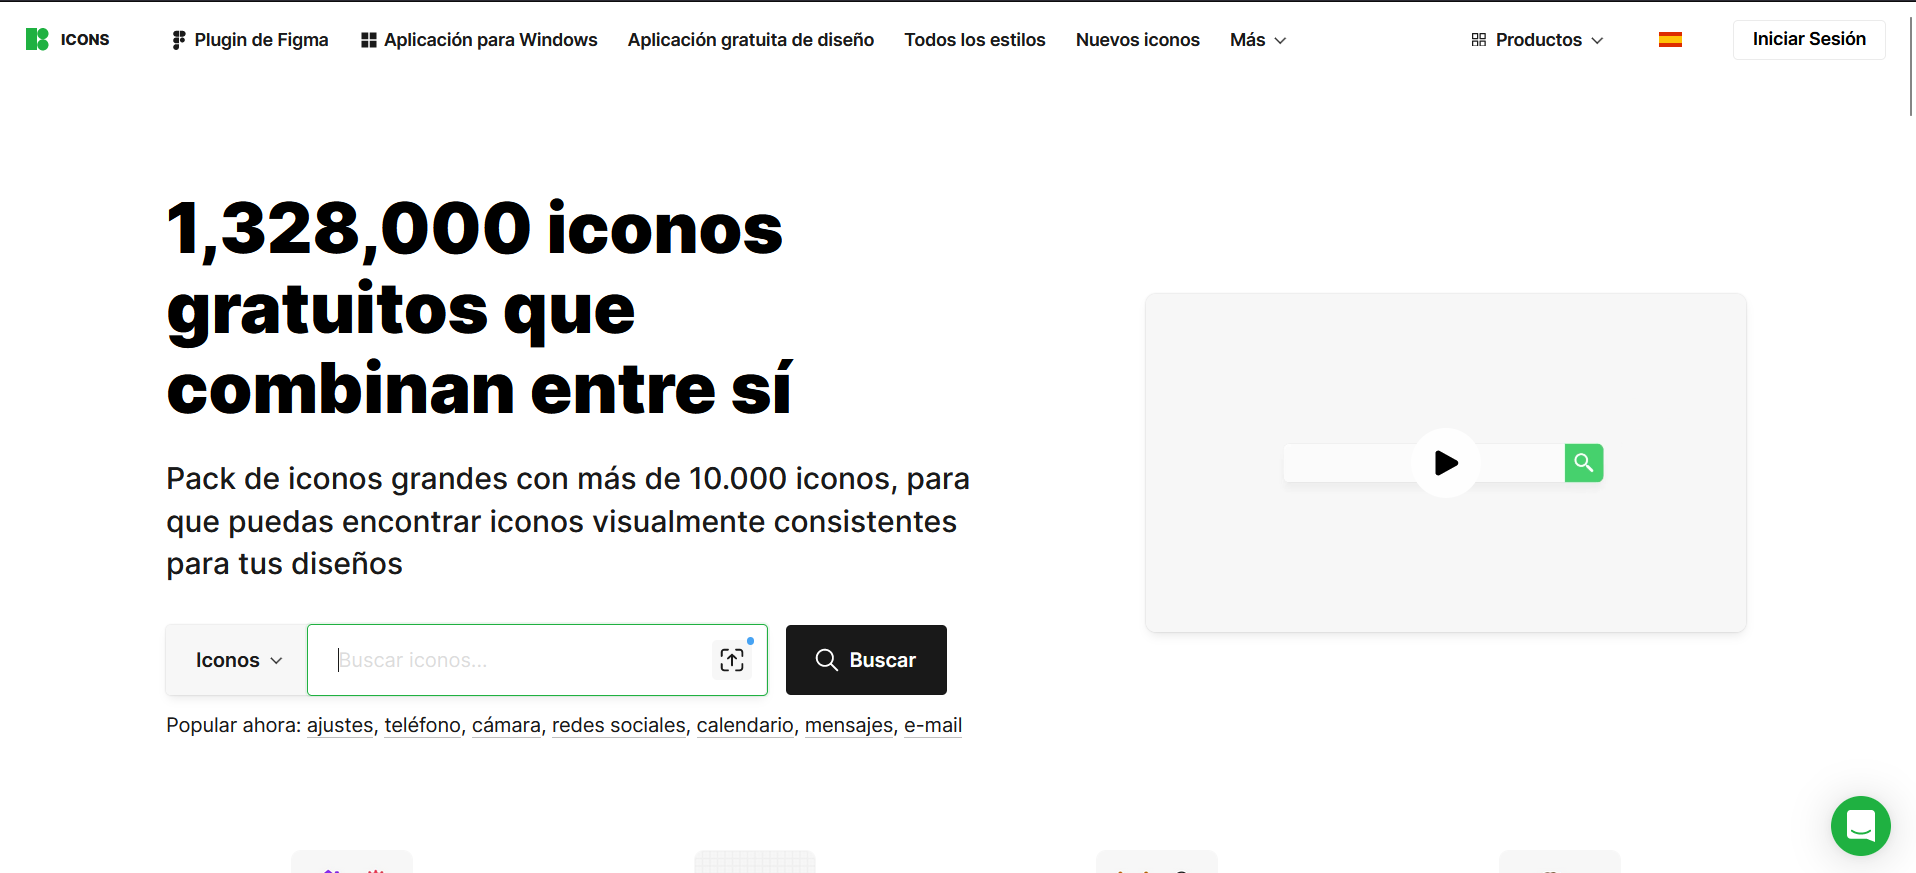 ICONS
Plugin de Figma
Aplicación para Windows
Aplicación gratuita de diseño
Todos los estilos
Nuevos iconos
Más
Productos
Iniciar Sesión
1,328,000 iconos
gratuitos que
combinan entre sí
Pack de iconos grandes con más de 10.000 iconos, para
que puedas encontrar iconos visualmente consistentes
para tus diseños
Iconos
Buscar iconos...
Buscar
Popular ahora: ajustes, teléfono, cámara, redes sociales, calendario, mensajes, e-mail